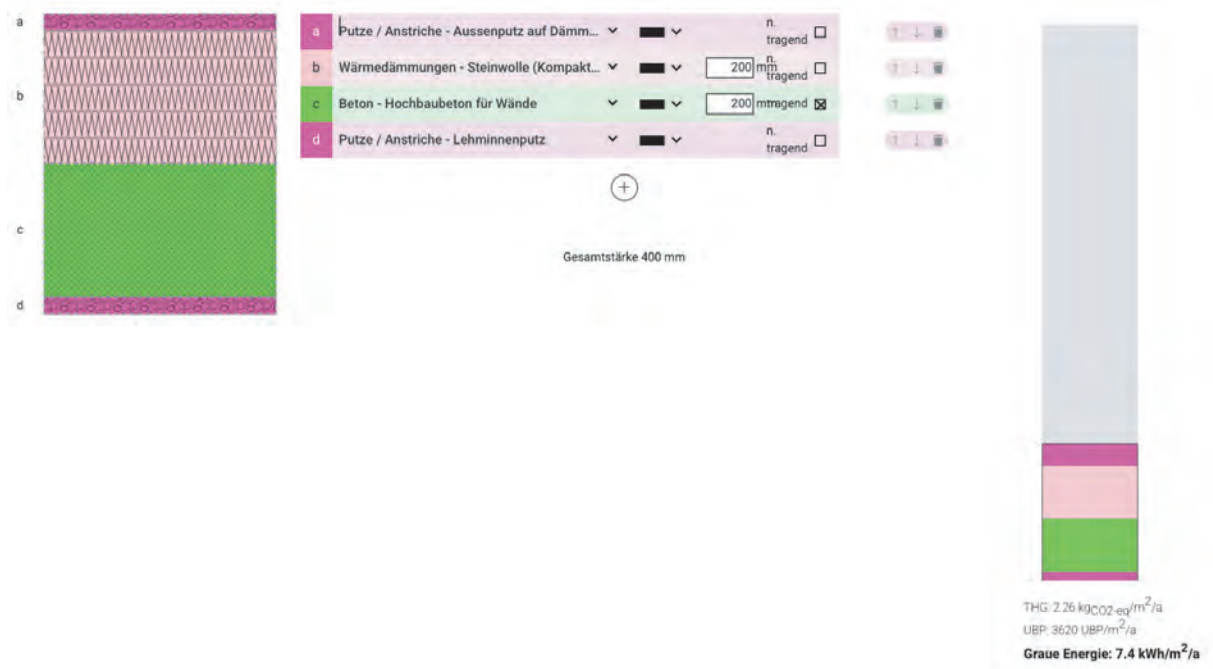 a
b
c
d
a Putze / Anstriche - Aussenputz auf Dämm... n. tragend
b Wärmedämmungen - Steinwolle (Kompakt... 200 mm n. tragend
c Beton - Hochbaubeton für Wände 200 mm tragend
d Putze / Anstriche - Lehminnenputz n. tragend
Gesamtstärke 400 mm
THG: 2.26 kgCO2-eq/m2/a
UBP: 3620 UBP/m2/a
Graue Energie: 7.4 kWh/m2/a